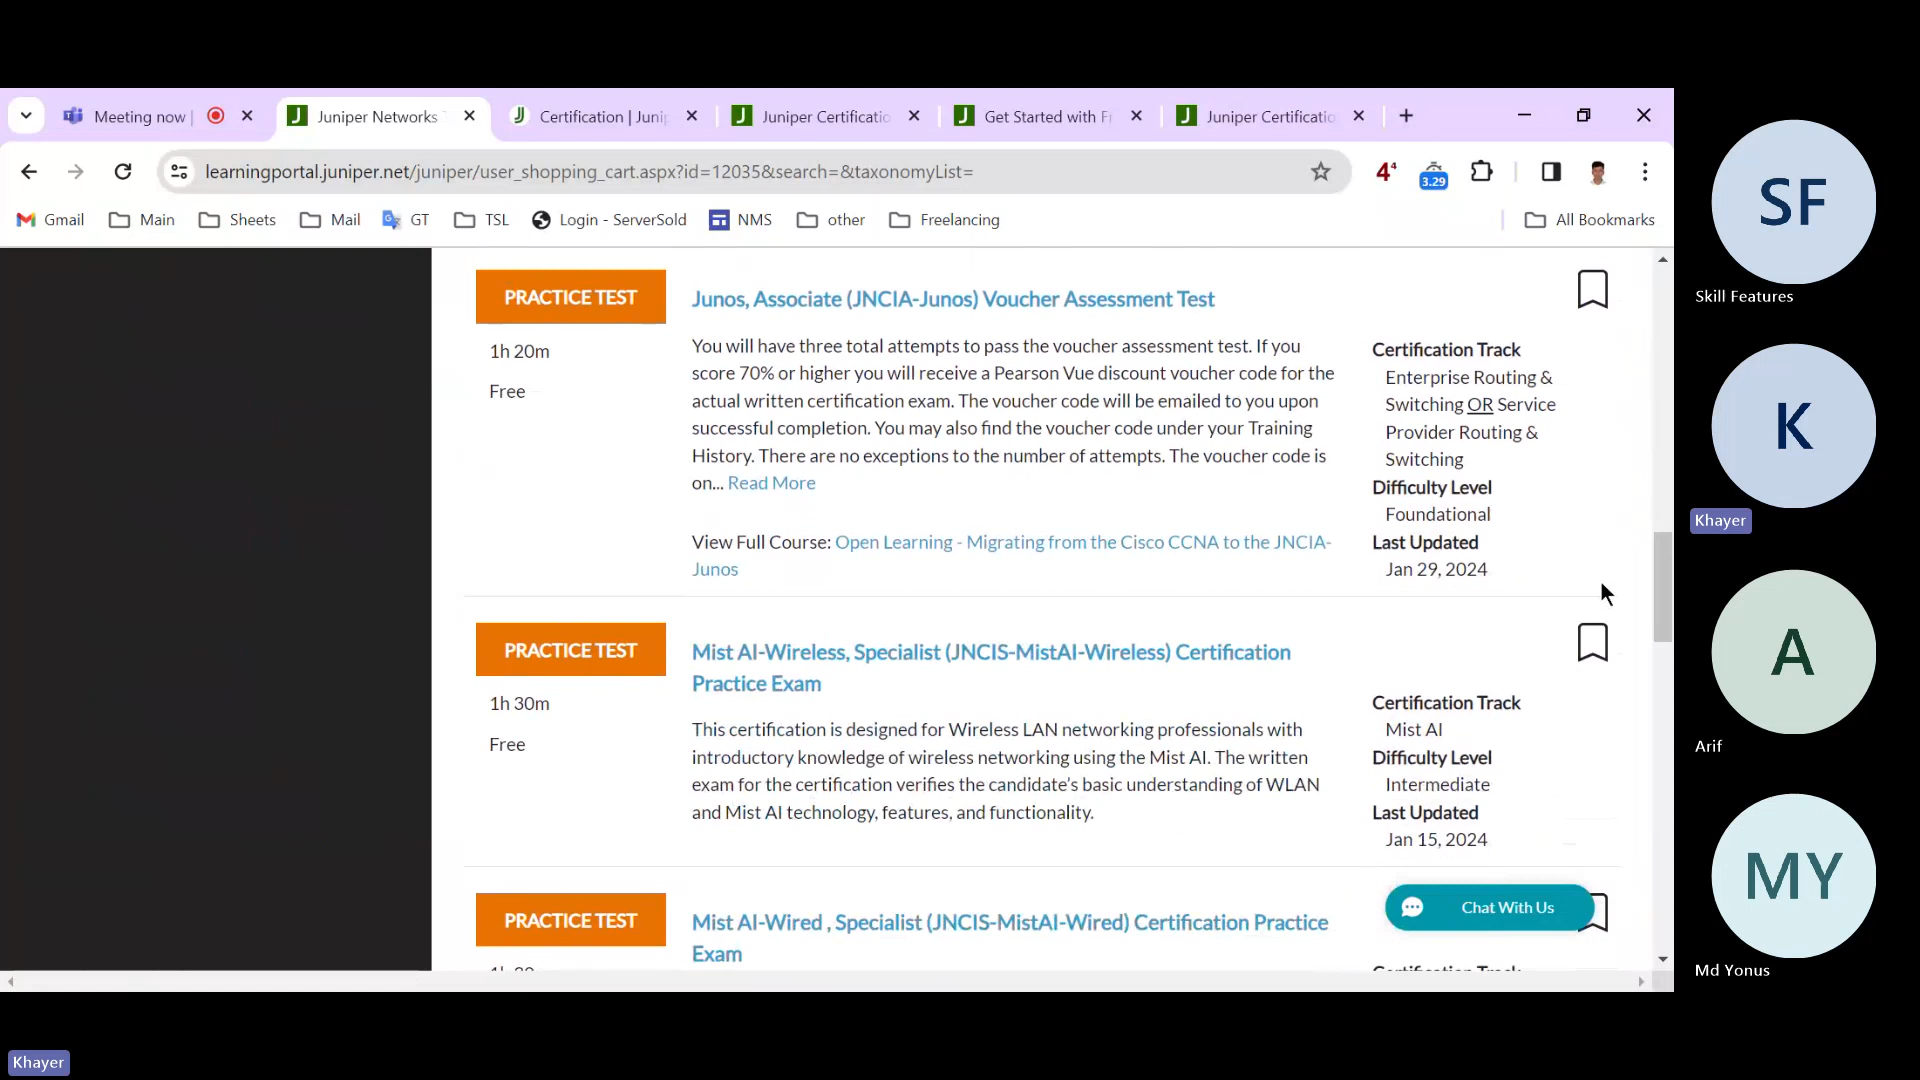 Meeting now |
Juniper Networks T
Certification | Junip
Juniper Certificatio
Get Started with Fr
Juniper Certificatio
learningportal.juniper.net/juniper/user_shopping_cart.aspx?id=12035&search=&taxonomyList=
4⁴
3.29
Gmail
Main
Sheets
Mail
GT
TSL
Login - ServerSold
NMS
other
Freelancing
All Bookmarks
PRACTICE TEST
1h 20m
Free
Junos, Associate (JNCIA-Junos) Voucher Assessment Test
You will have three total attempts to pass the voucher assessment test. If you
score 70% or higher you will receive a Pearson Vue discount voucher code for the
actual written certification exam. The voucher code will be emailed to you upon
successful completion. You may also find the voucher code under your Training
History. There are no exceptions to the number of attempts. The voucher code is
on... Read More
View Full Course: Open Learning - Migrating from the Cisco CCNA to the JNCIA-
Junos
Certification Track
Enterprise Routing &
Switching OR Service
Provider Routing &
Switching
Difficulty Level
Foundational
Last Updated
Jan 29, 2024
PRACTICE TEST
1h 30m
Free
Mist AI-Wireless, Specialist (JNCIS-MistAI-Wireless) Certification
Practice Exam
This certification is designed for Wireless LAN networking professionals with
introductory knowledge of wireless networking using the Mist AI. The written
exam for the certification verifies the candidate's basic understanding of WLAN
and Mist AI technology, features, and functionality.
Certification Track
Mist AI
Difficulty Level
Intermediate
Last Updated
Jan 15, 2024
PRACTICE TEST
Mist AI-Wired , Specialist (JNCIS-MistAI-Wired) Certification Practice
Exam
Chat With Us
Certification Track
SF
Skill Features
K
Khayer
A
Arif
MY
Md Yonus
Khayer